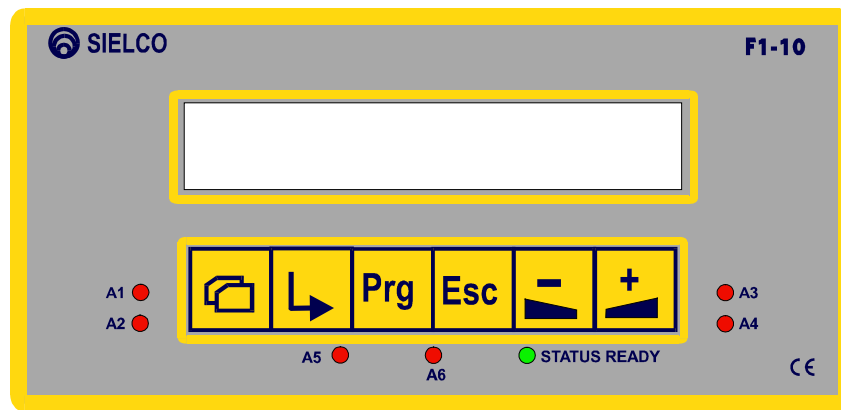 SIELCO
F1-10
Prg
Esc
-
+
A1
A3
A2
A4
A5
STATUS READY
A6
CE